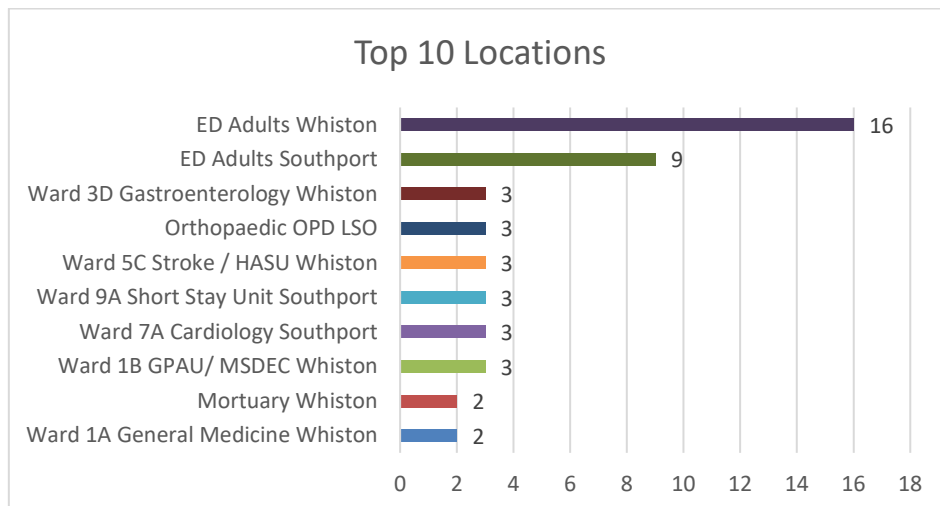 Top 10 Locations
ED Adults Whiston 16
ED Adults Southport 9
Ward 3D Gastroenterology Whiston 3
Orthopaedic OPD LSO 3
Ward 5C Stroke / HASU Whiston 3
Ward 9A Short Stay Unit Southport 3
Ward 7A Cardiology Southport 3
Ward 1B GPAU/ MSDEC Whiston 3
Mortuary Whiston 2
Ward 1A General Medicine Whiston 2
0 2 4 6 8 10 12 14 16 18